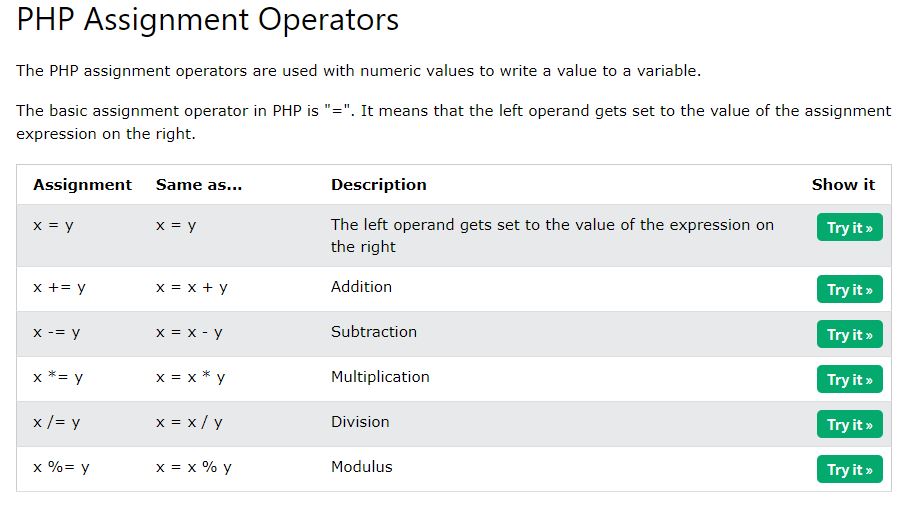 PHP Assignment Operators
The PHP assignment operators are used with numeric values to write a value to a variable.
The basic assignment operator in PHP is "=". It means that the left operand gets set to the value of the assignment
expression on the right.
Assignment Same as... Description Show it
x = y x = y The left operand gets set to the value of the expression on Try it »
the right
x += y x = x + y Addition Try it »
x -= y x = x - y Subtraction Try it »
x *= y x = x * y Multiplication Try it »
x /= y x = x / y Division Try it »
x %= y x = x % y Modulus Try it »